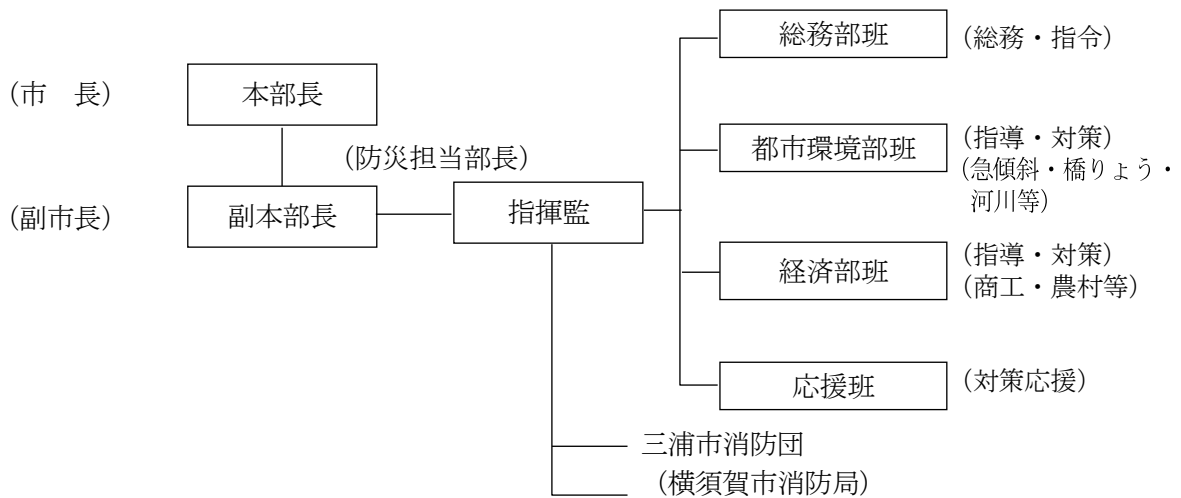 総務部班 (総務・指令)
(市　長) 本部長
都市環境部班 (指導・対策)
(急傾斜・橋りょう・
河川等)
(防災担当部長)
(副市長) 副本部長 指揮監
経済部班 (指導・対策)
(商工・農村等)
応援班 (対策応援)
三浦市消防団
(横須賀市消防局)